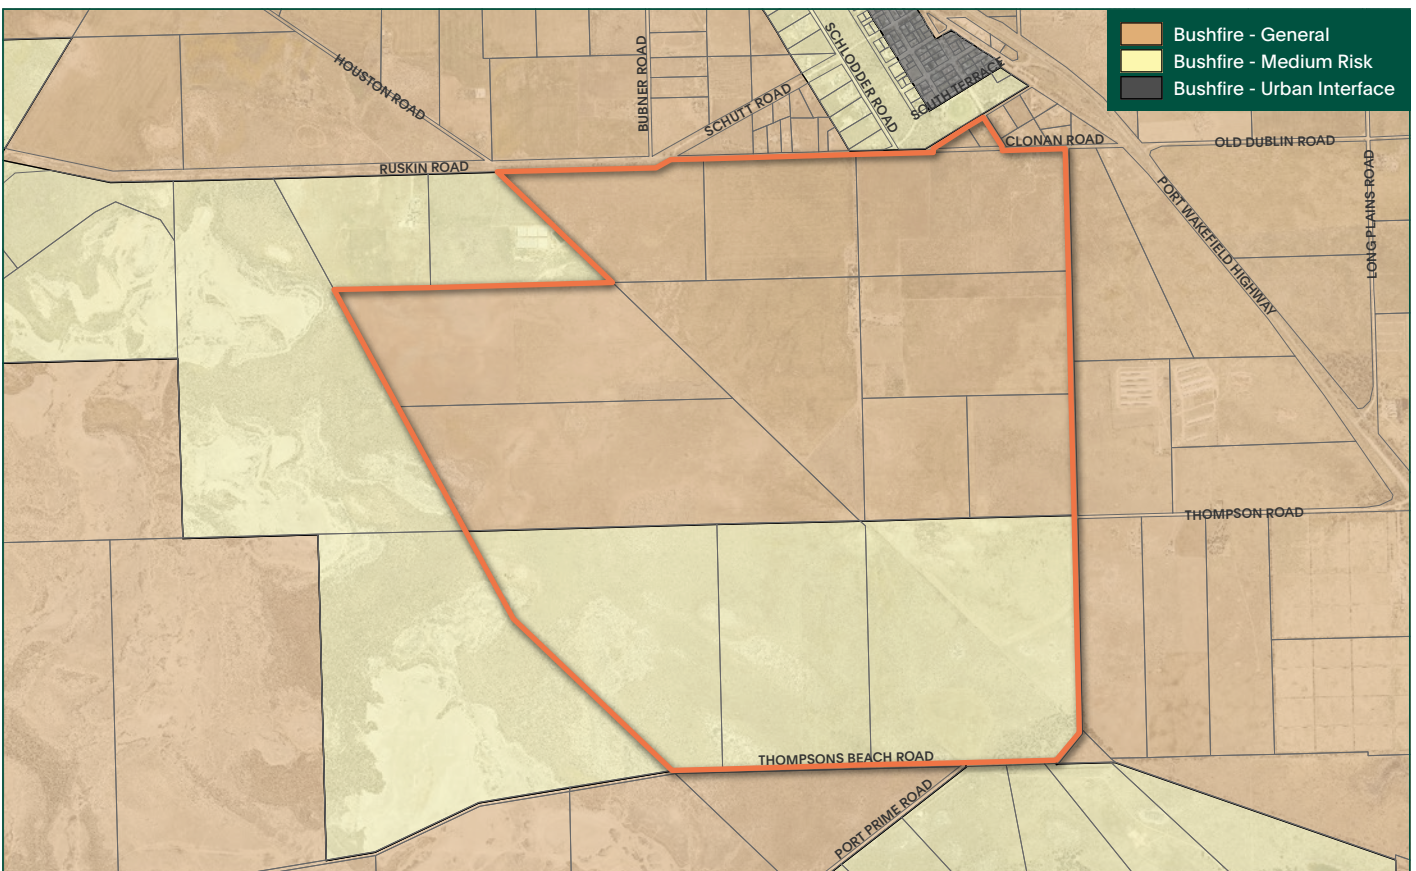 Bushfire - General
Bushfire - Medium Risk
Bushfire - Urban Interface
HOUSTON ROAD
BUBNER ROAD
SCHUTT ROAD
SCHLODDER ROAD
SOUTH TERRACE
RUSKIN ROAD
CLONAN ROAD
OLD DUBLIN ROAD
LONG PLAINS ROAD
PORT WAKEFIELD HIGHWAY
THOMPSON ROAD
THOMPSONS BEACH ROAD
PORT PRIME ROAD